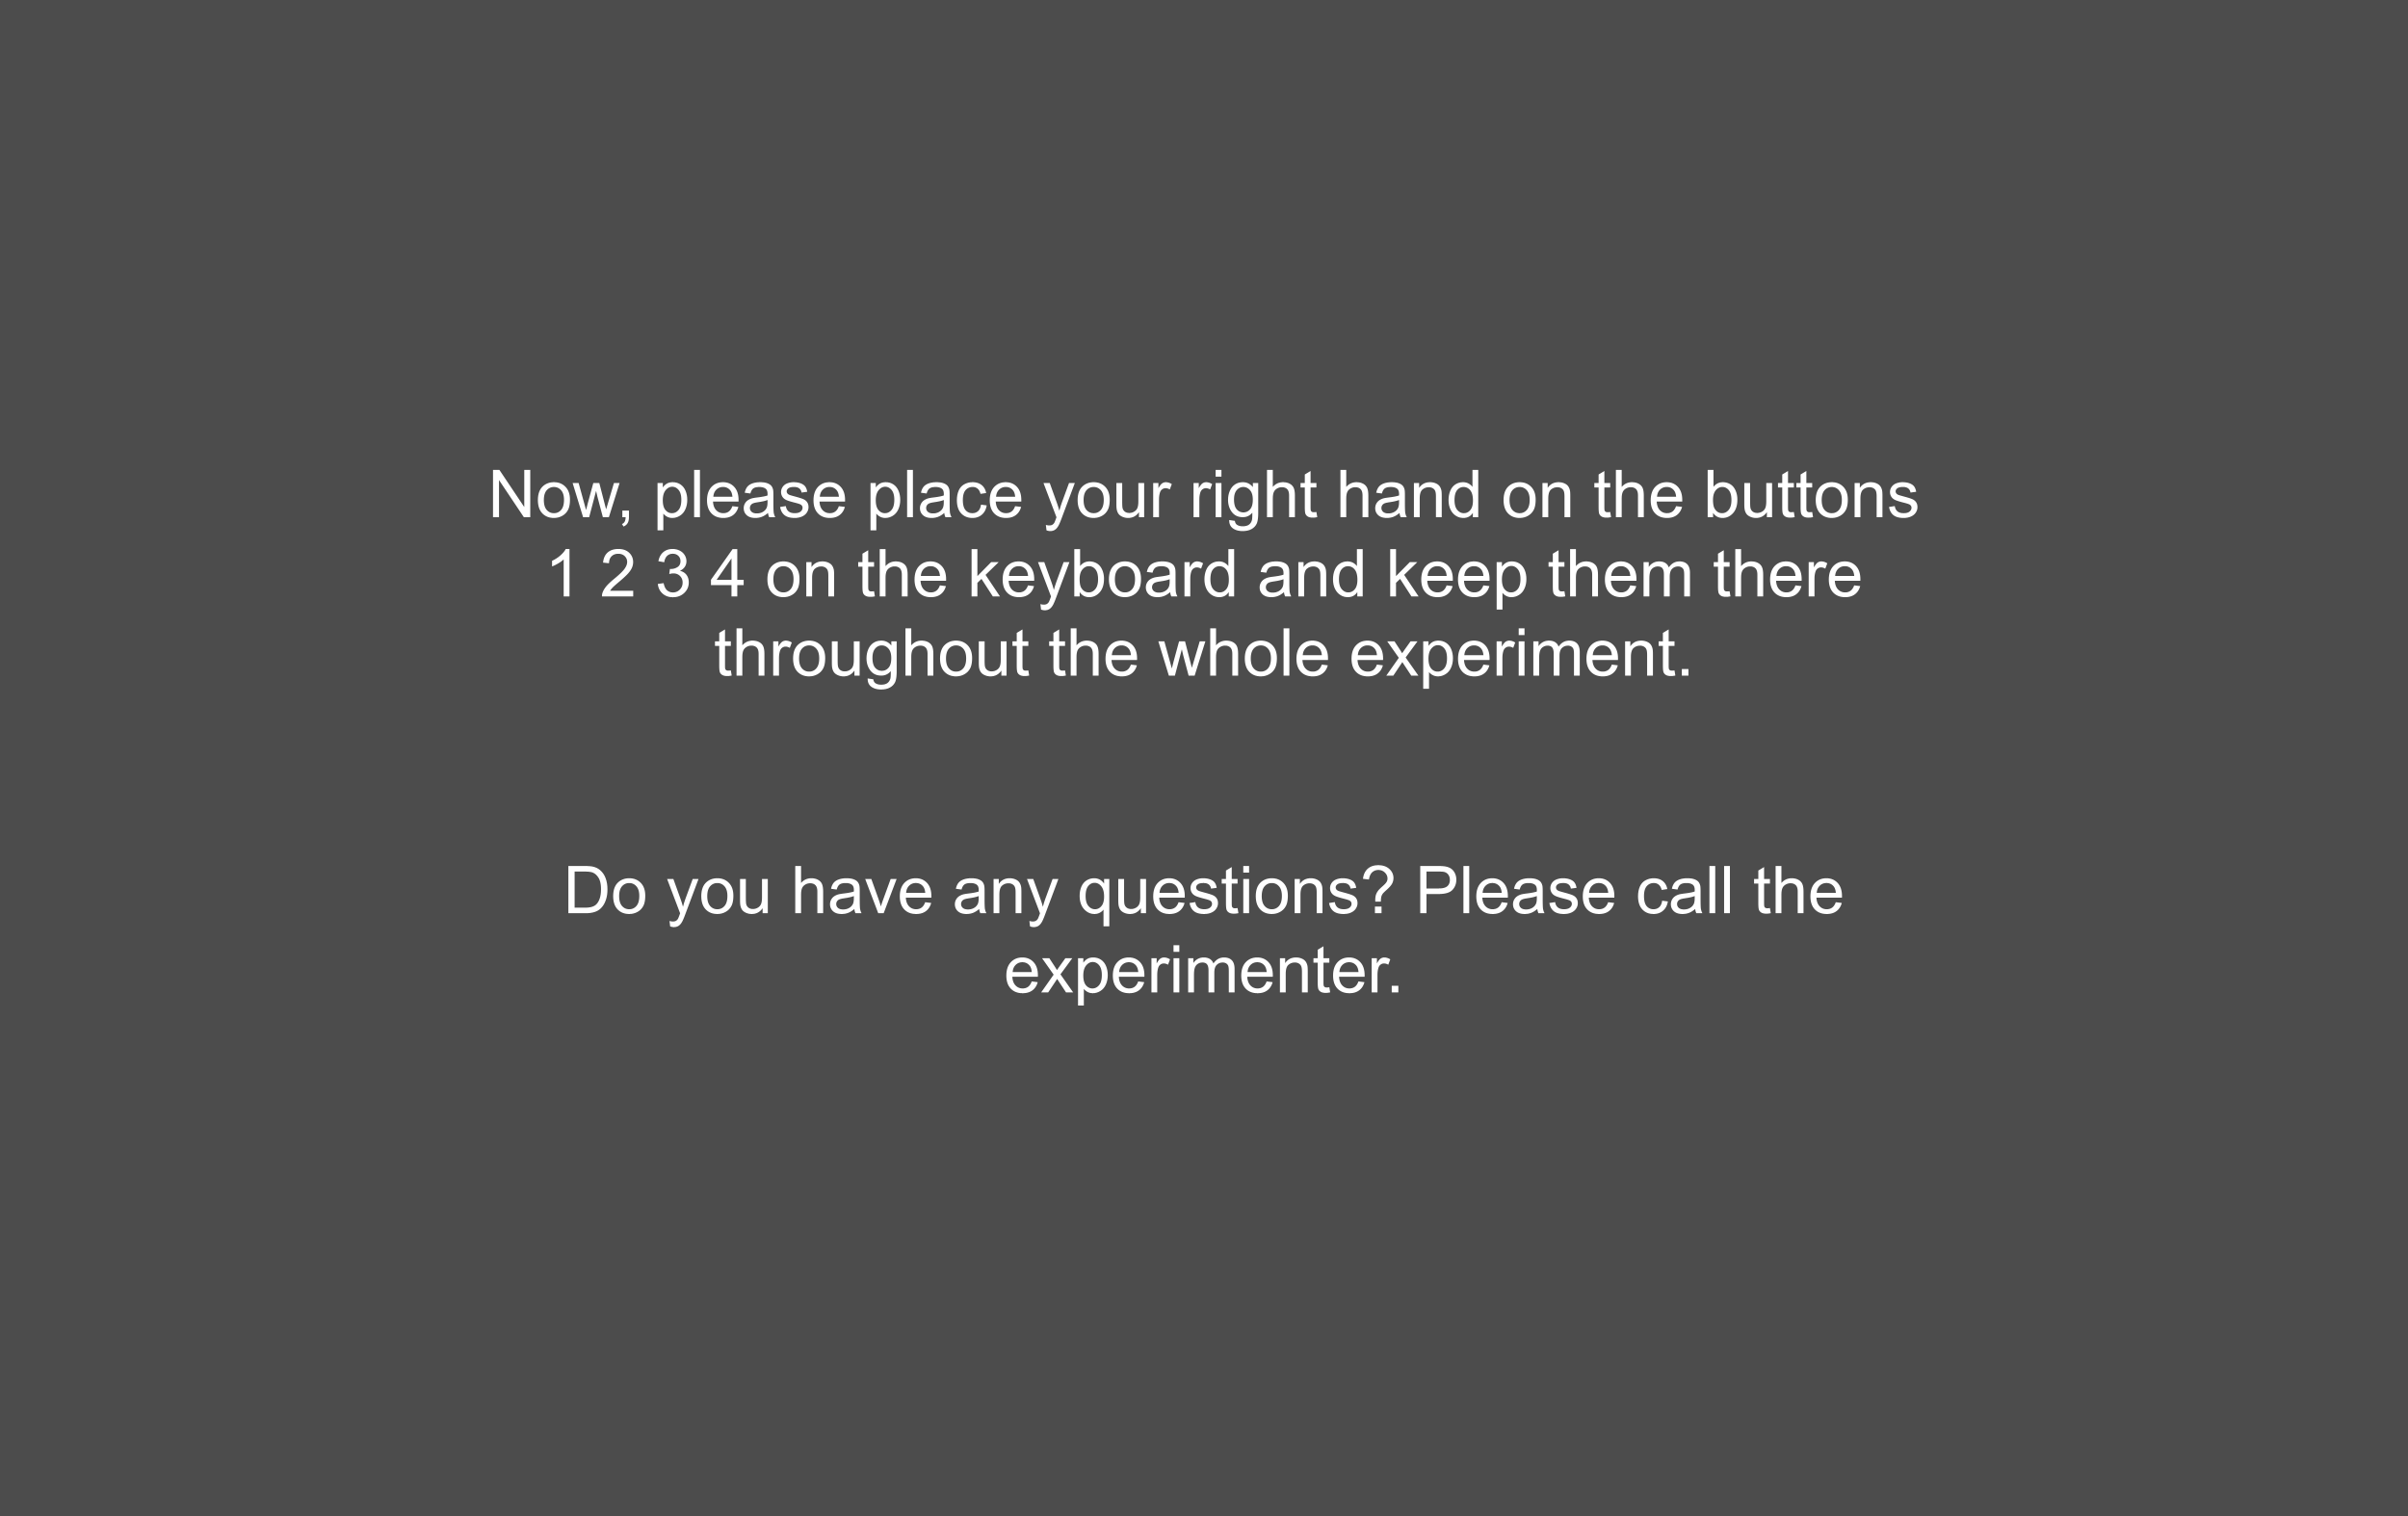 Now, please place your right hand on the buttons
1 2 3 4 on the keyboard and keep them there
throughout the whole experiment.
Do you have any questions? Please call the
experimenter.